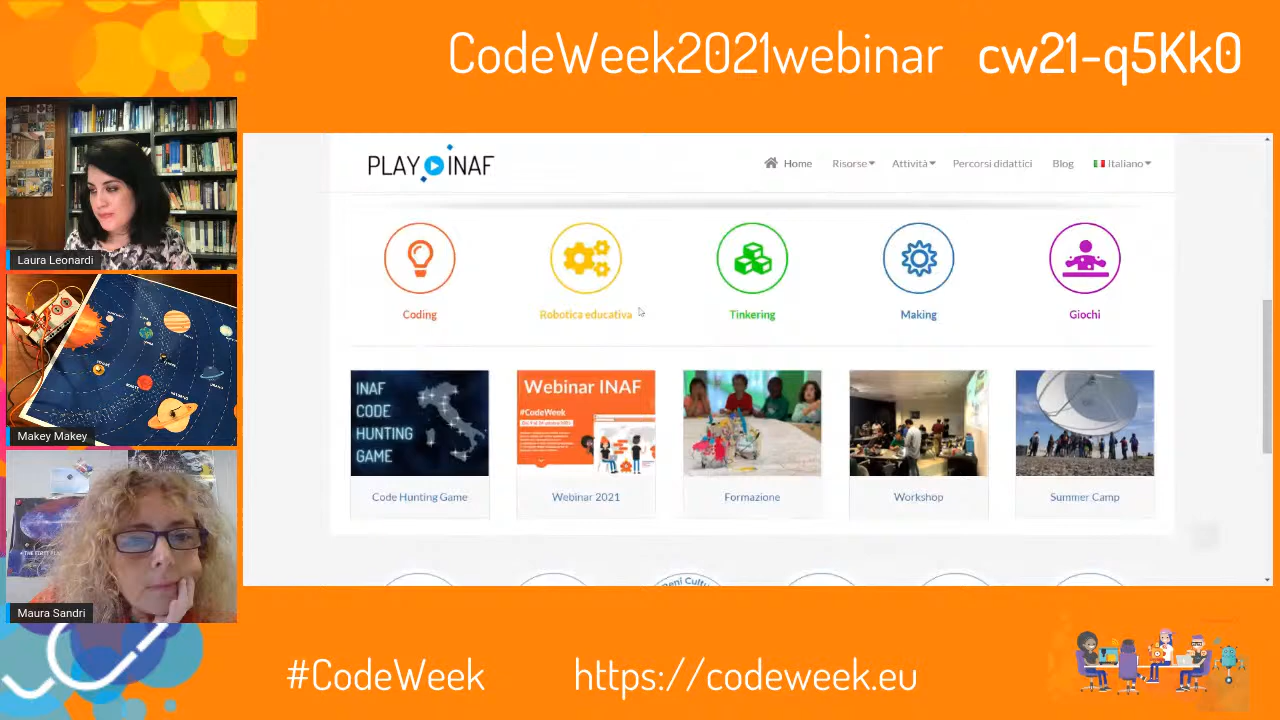 CodeWeek2021webinar cw21-q5Kk0
Laura Leonardi
Makey Makey
Maura Sandri
PLAY INAF
Home Risorse Attività Percorsi didattici Blog Italiano
Coding Robotica educativa Tinkering Making Giochi
INAF
CODE
HUNTING
GAME
Webinar INAF
#CodeWeek
Code Hunting Game Webinar 2021 Formazione Workshop Summer Camp
#CodeWeek https://codeweek.eu